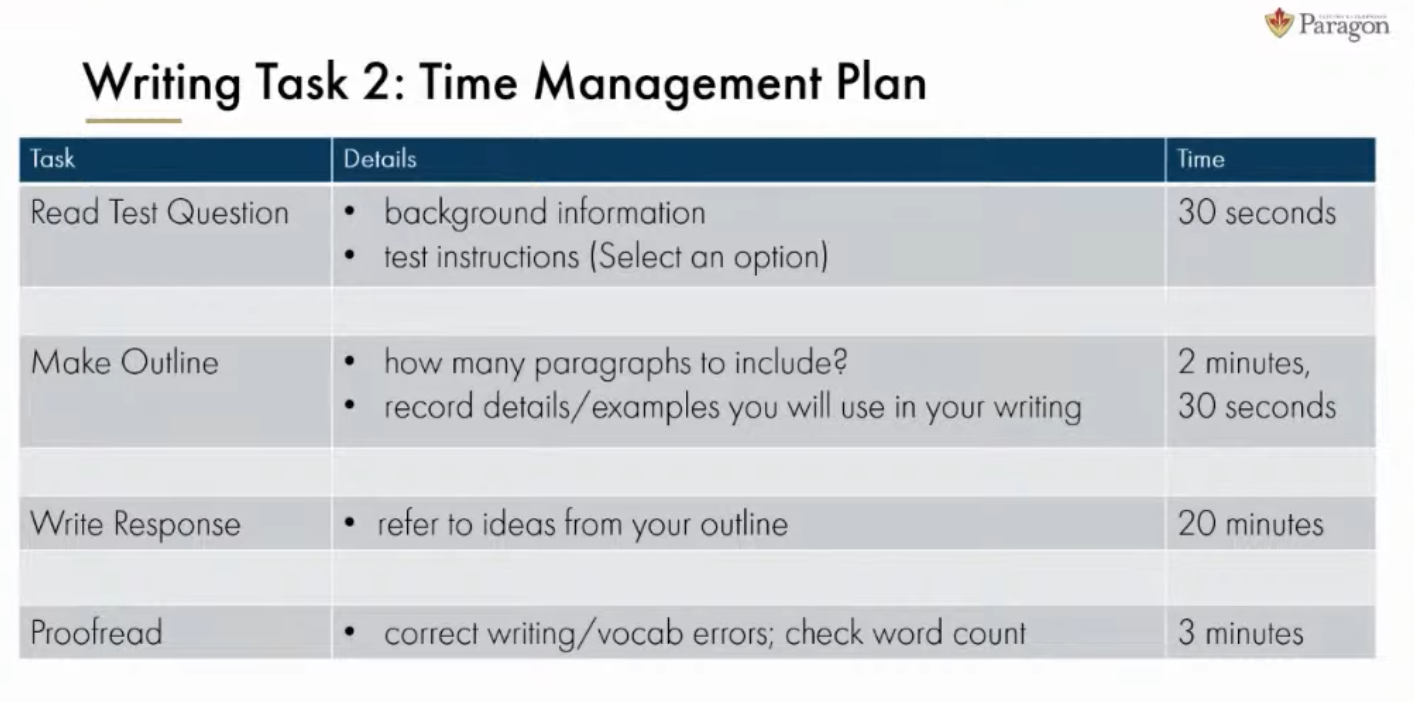 Paragon
Writing Task 2: Time Management Plan
Task Details Time
Read Test Question • background information 30 seconds
• test instructions (Select an option)
Make Outline • how many paragraphs to include? 2 minutes,
• record details/examples you will use in your writing 30 seconds
Write Response • refer to ideas from your outline 20 minutes
Proofread • correct writing/vocab errors; check word count 3 minutes